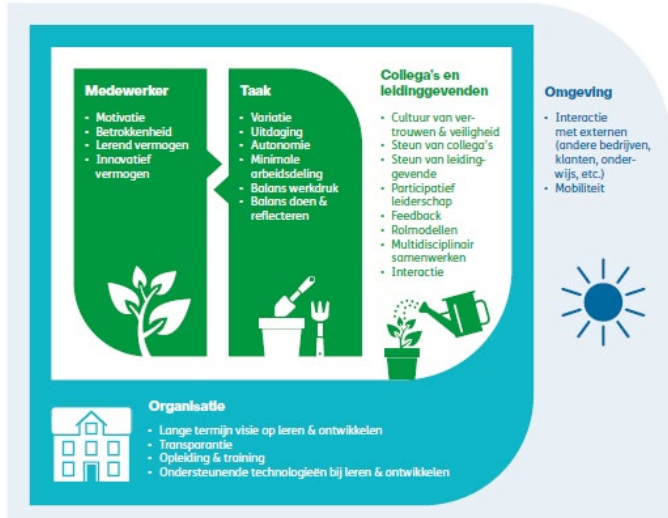 Medewerker
• Motivatie
• Betrokkenheid
• Lerend vermogen
• Innovatief
vermogen
Taak
• Variatie
• Uitdaging
• Autonomie
• Minimale
arbeidsdeling
• Balans werkdruk
• Balans doen &
reflecteren
Collega's en
leidinggevenden
• Cultuur van ver-
trouwen & veiligheid
• Steun van collega's
• Steun van leiding-
gevende
• Participatief
leiderschap
• Feedback
• Rolmodellen
• Multidisciplinair
samenwerken
• Interactie
Omgeving
• Interactie
met externen
(andere bedrijven,
klanten, onder-
wijs, etc.)
• Mobiliteit
Organisatie
• Lange termijn visie op leren & ontwikkelen
• Transparantie
• Opleiding & training
• Ondersteunende technologieën bij leren & ontwikkelen